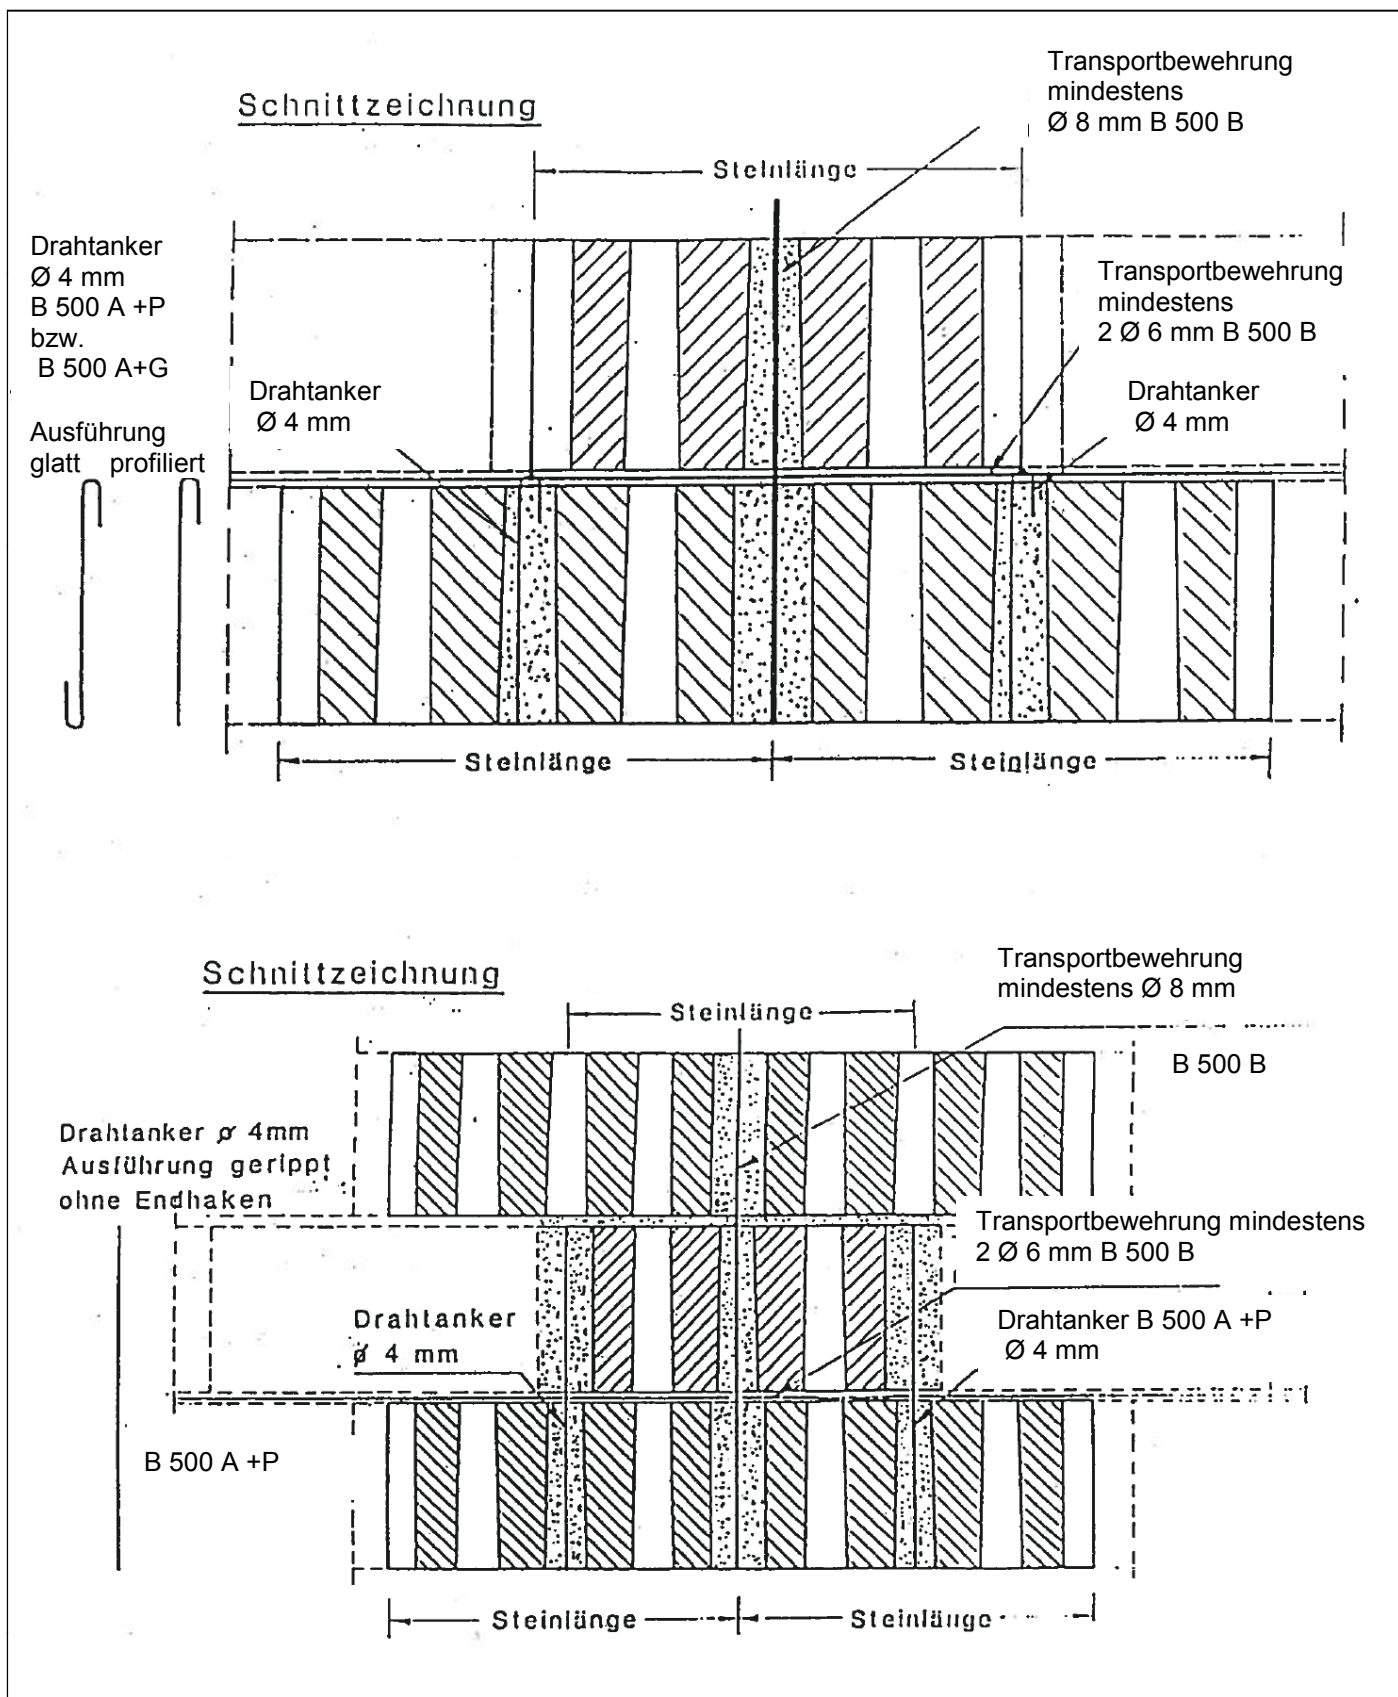 Schnittzeichnung
Transportbewehrung
mindestens
Ø 8 mm B 500 B
Steinlänge
Drahtanker
Ø 4 mm
B 500 A +P
bzw.
B 500 A+G
Transportbewehrung
mindestens
2 Ø 6 mm B 500 B
Drahtanker
Ø 4 mm
Drahtanker
Ø 4 mm
Ausführung
glatt profiliert
Steinlänge
Steinlänge
Schnittzeichnung
Transportbewehrung
mindestens Ø 8 mm
B 500 B
Steinlänge
Drahtanker ø 4mm
Ausführung gerippt
ohne Endhaken
Transportbewehrung mindestens
2 Ø 6 mm B 500 B
Drahtanker
ø 4 mm
Drahtanker B 500 A +P
Ø 4 mm
B 500 A +P
Steinlänge
Steinlänge